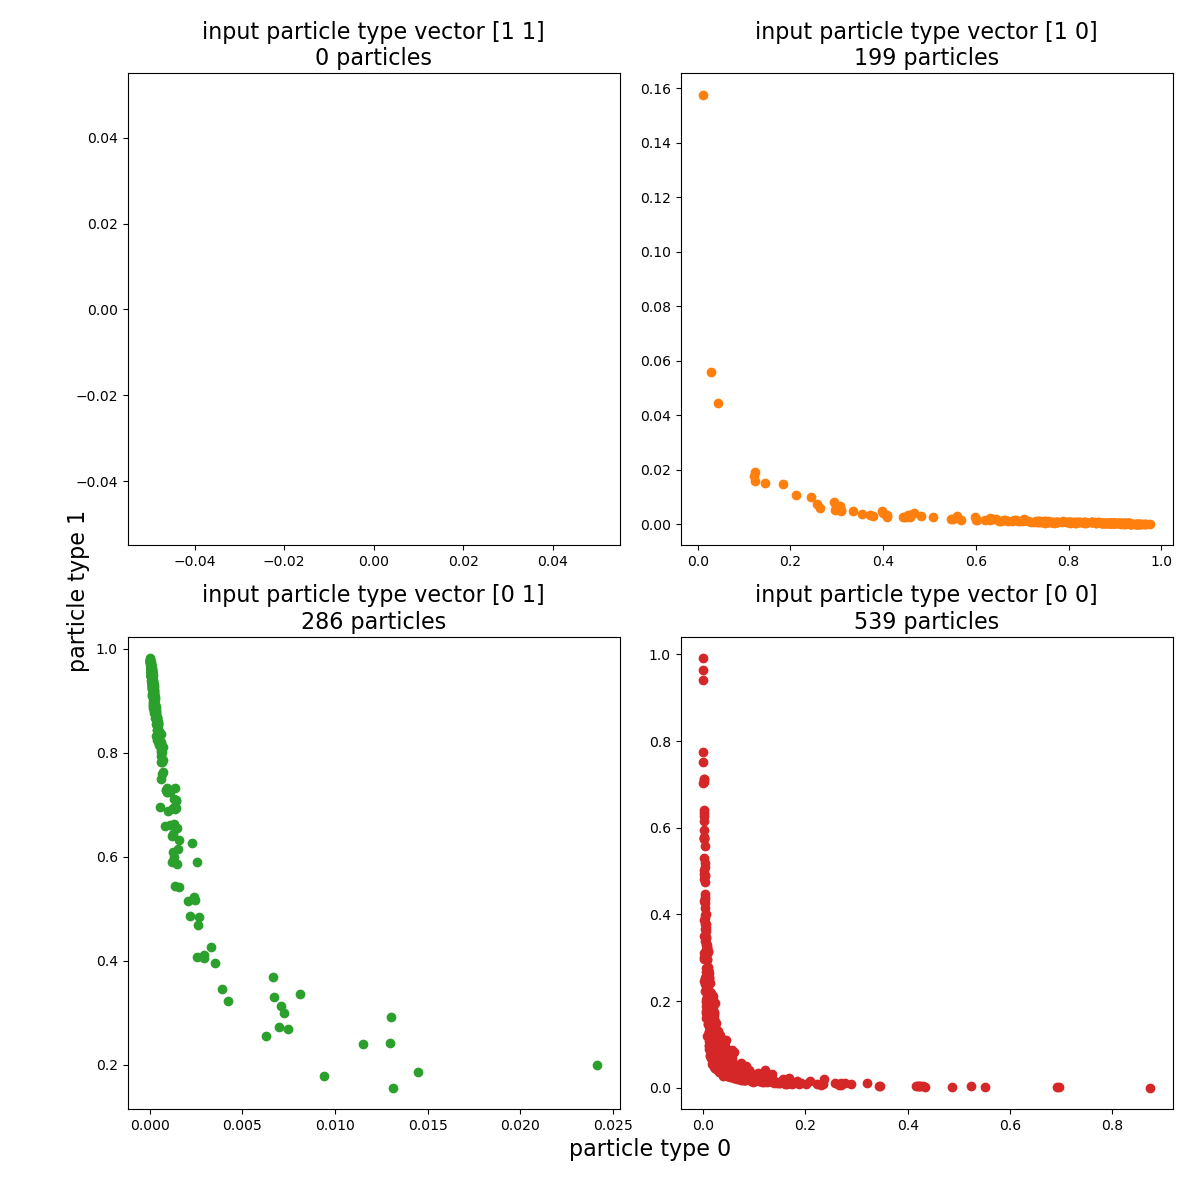 input particle type vector [1 1]
0 particles
input particle type vector [1 0]
199 particles
0.04
0.02
0.00
−0.02
−0.04
−0.04 −0.02 0.00 0.02 0.04
0.16
0.14
0.12
0.10
0.08
0.06
0.04
0.02
0.00
0.0 0.2 0.4 0.6 0.8 1.0
particle type 1
input particle type vector [0 1]
286 particles
input particle type vector [0 0]
539 particles
1.0
0.8
0.6
0.4
0.2
0.000 0.005 0.010 0.015 0.020 0.025
1.0
0.8
0.6
0.4
0.2
0.0
0.0 0.2 0.4 0.6 0.8
particle type 0